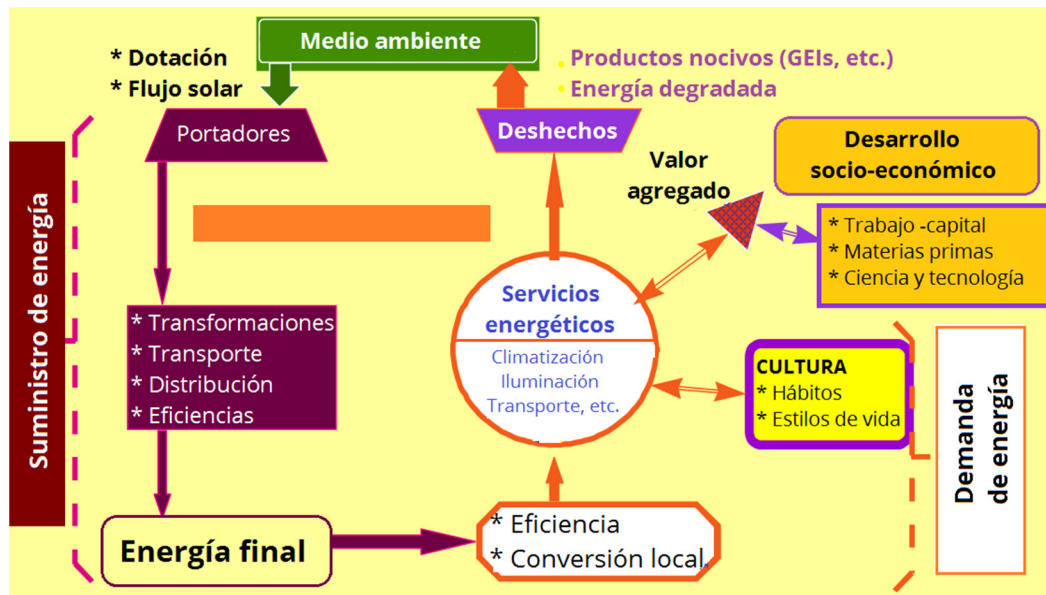 Medio ambiente
* Dotación
* Flujo solar
. Productos nocivos (GEIs, etc.)
· Energía degradada
Portadores
Deshechos
Valor
agregado
Desarrollo
socio-económico
* Trabajo -capital
* Materias primas
* Ciencia y tecnología
Suministro de energía
Servicios
energéticos
Climatización
Iluminación
Transporte, etc.
* Transformaciones
* Transporte
* Distribución
* Eficiencias
CULTURA
* Hábitos
* Estilos de vida
Demanda
de energía
Energía final
* Eficiencia
* Conversión local.